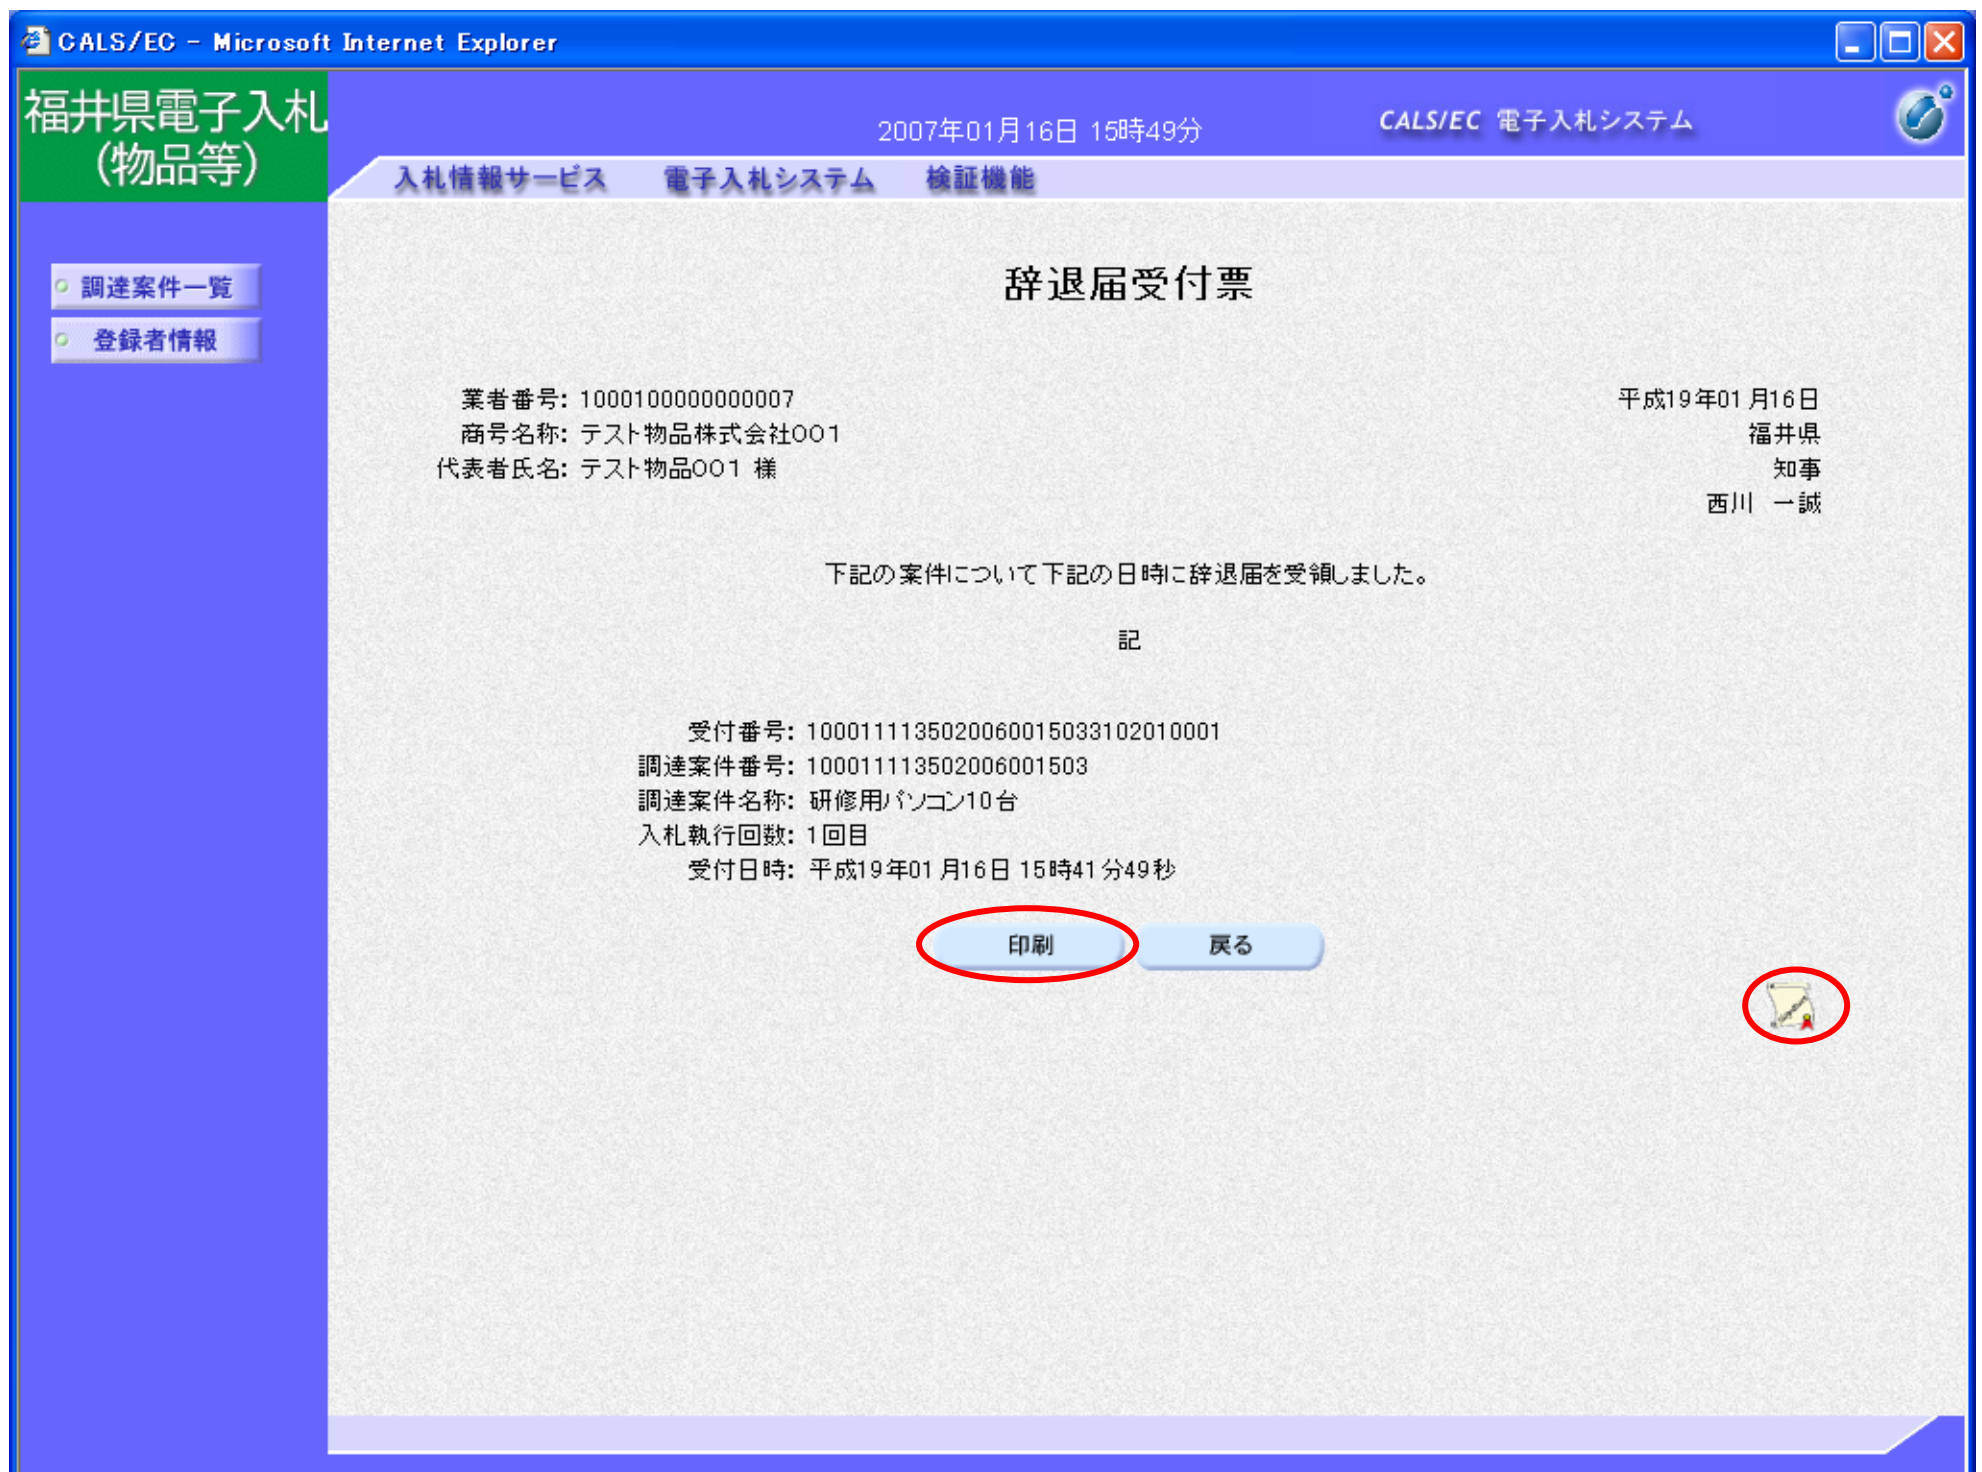 CALS/EC - Microsoft Internet Explorer
福井県電子入札
(物品等)
2007年01月16日 15時49分
CALS/EC 電子入札システム
入札情報サービス 電子入札システム 検証機能
調達案件一覧
登録者情報
辞退届受付票
業者番号: 1000100000000007
商号名称: テスト物品株式会社001
代表者氏名: テスト物品001 様
平成19年01月16日
福井県
知事
西川 一誠
下記の案件について下記の日時に辞退届を受領しました。
記
受付番号: 100011113502006001503310201​0001
調達案件番号: 100011113502006001503
調達案件名称: 研修用パソコン10台
入札執行回数: 1回目
受付日時: 平成19年01月16日 15時41分49秒
印刷
戻る